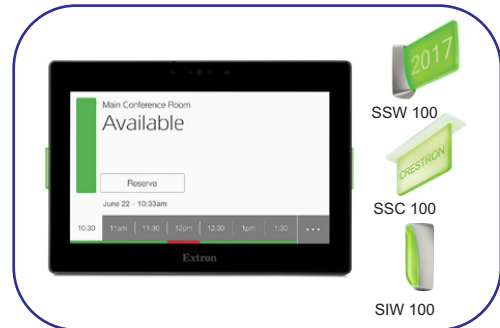 Main Conference Room
Available
Reserve
June 22 - 10:33am
10:30 11am 11:30 12pm 12:30 1pm 1:30 ...
Extron
2017
SSW 100
CRESTRON
SSC 100
SIW 100